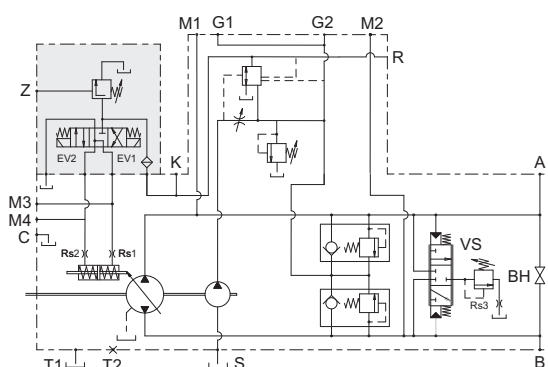 M1 G1 G2 M2
R
Z
EV2 EV1
K
A
M3
M4
C
Rs2 Rs1
VS
BH
Rs3
T1 T2 S B